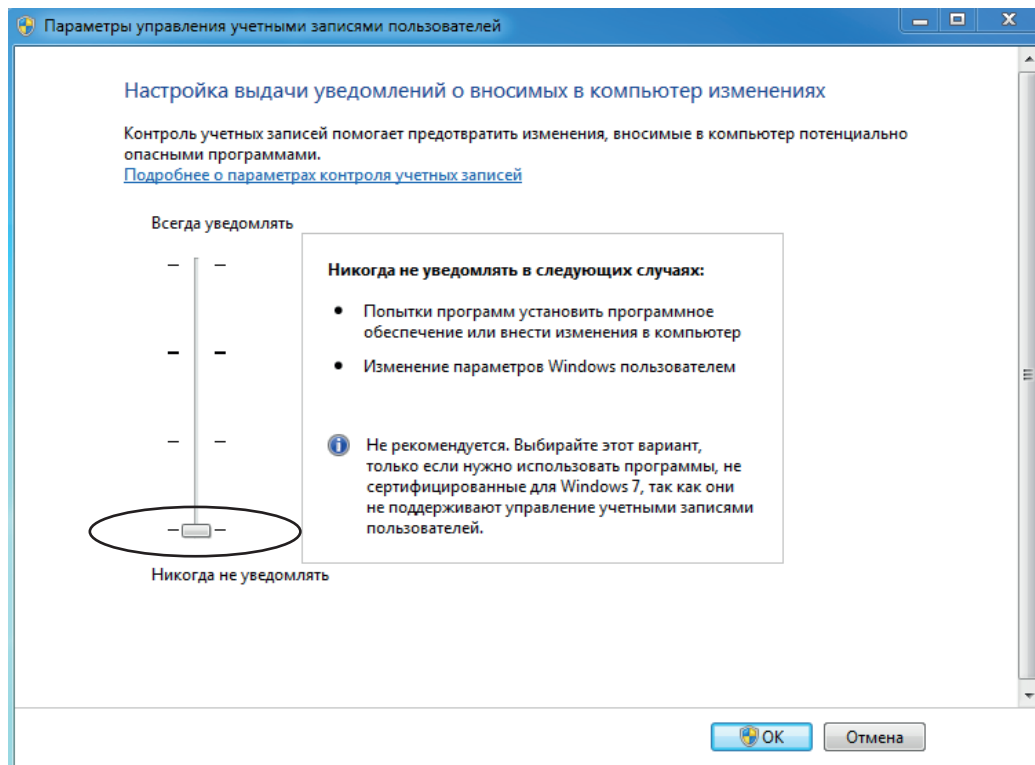 Параметры управления учетными записями пользователей
Настройка выдачи уведомлений о вносимых в компьютер изменениях
Контроль учетных записей помогает предотвратить изменения, вносимые в компьютер потенциально
опасными программами.
Подробнее о параметрах контроля учетных записей
Всегда уведомлять
Никогда не уведомлять в следующих случаях:
Попытки программ установить программное
обеспечение или внести изменения в компьютер
Изменение параметров Windows пользователем
Не рекомендуется. Выбирайте этот вариант,
только если нужно использовать программы, не
сертифицированные для Windows 7, так как они
не поддерживают управление учетными записями
пользователей.
Никогда не уведомлять
OK
Отмена